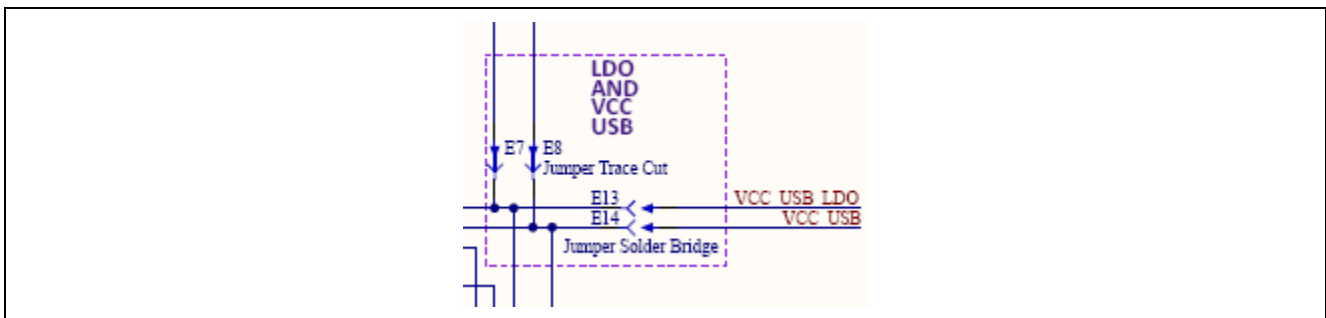 LDO
AND
VCC
USB
E7 E8
Jumper Trace Cut
E13 VCC USB LDO
E14 VCC USB
Jumper Solder Bridge